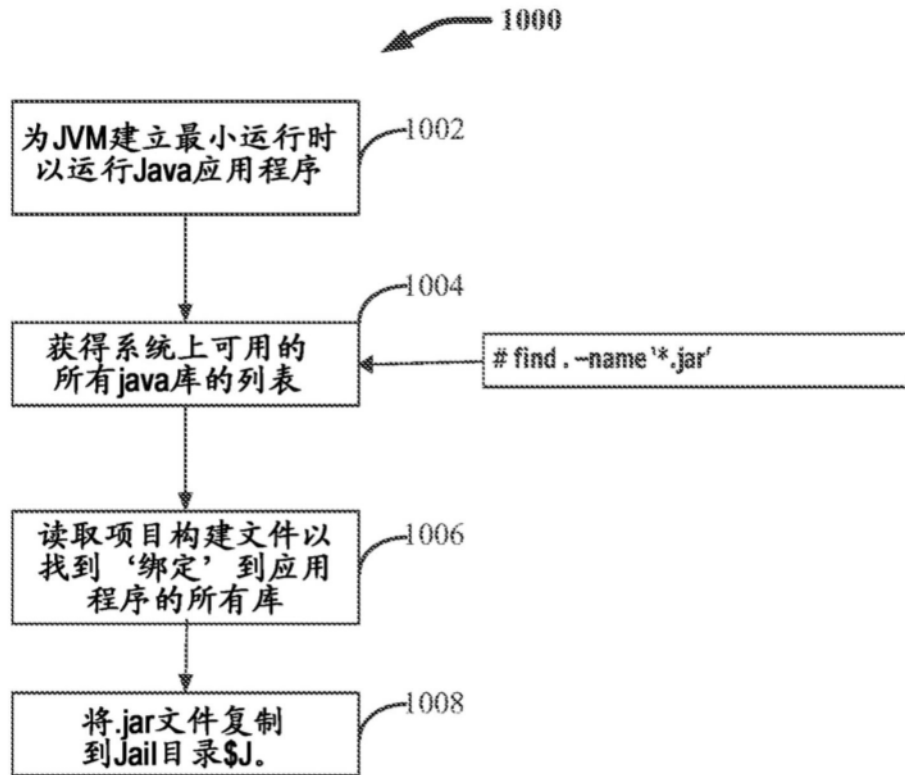 1000
为JVM建立最小运行时
以运行Java应用程序
1002
1004
获得系统上可用的
所有java库的列表
# find . –name '*.jar'
读取项目构建文件以
找到‘绑定’到应用
程序的所有库
1006
将.jar文件复制
到Jail目录$J。
1008